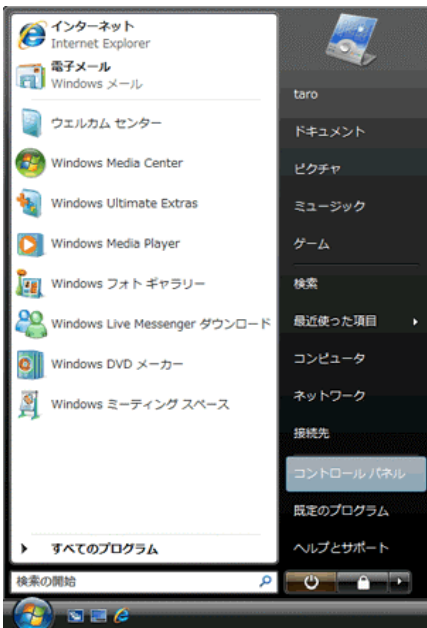 インターネット
Internet Explorer
電子メール
Windows メール
ウェルカム センター
Windows Media Center
Windows Ultimate Extras
Windows Media Player
Windows フォト ギャラリー
Windows Live Messenger ダウンロード
Windows DVD メーカー
Windows ミーティング スペース
すべてのプログラム
検索の開始
taro
ドキュメント
ピクチャ
ミュージック
ゲーム
検索
最近使った項目
コンピュータ
ネットワーク
接続先
コントロール パネル
既定のプログラム
ヘルプとサポート